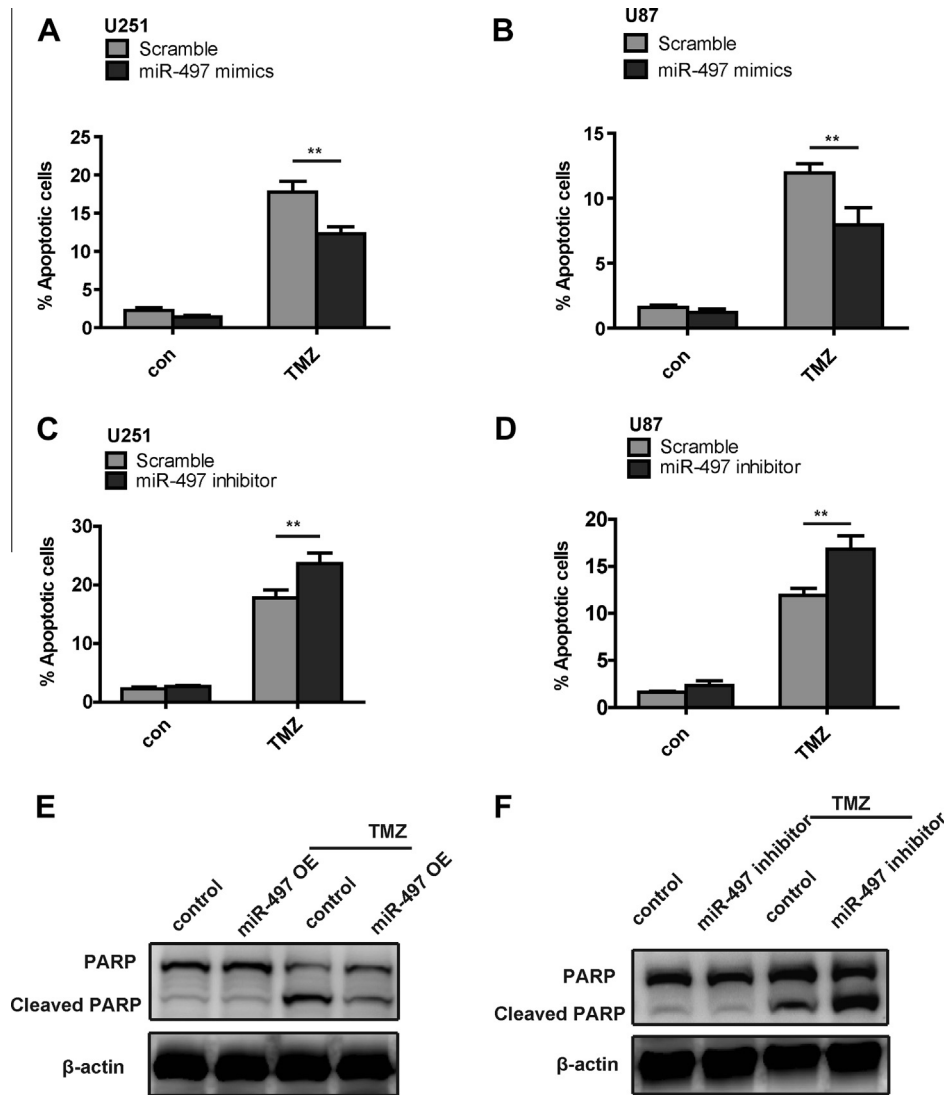 A
U251
Scramble
miR-497 mimics
% Apoptotic cells
25
20
15
10
5
0
**
con
TMZ
B
U87
Scramble
miR-497 mimics
% Apoptotic cells
15
10
5
0
**
con
TMZ
C
U251
Scramble
miR-497 inhibitor
% Apoptotic cells
30
20
10
0
**
con
TMZ
D
U87
Scramble
miR-497 inhibitor
% Apoptotic cells
20
15
10
5
0
**
con
TMZ
E
TMZ
control
miR-497 OE
control
miR-497 OE
PARP
Cleaved PARP
β-actin
F
TMZ
control
miR-497 inhibitor
control
miR-497 inhibitor
PARP
Cleaved PARP
β-actin